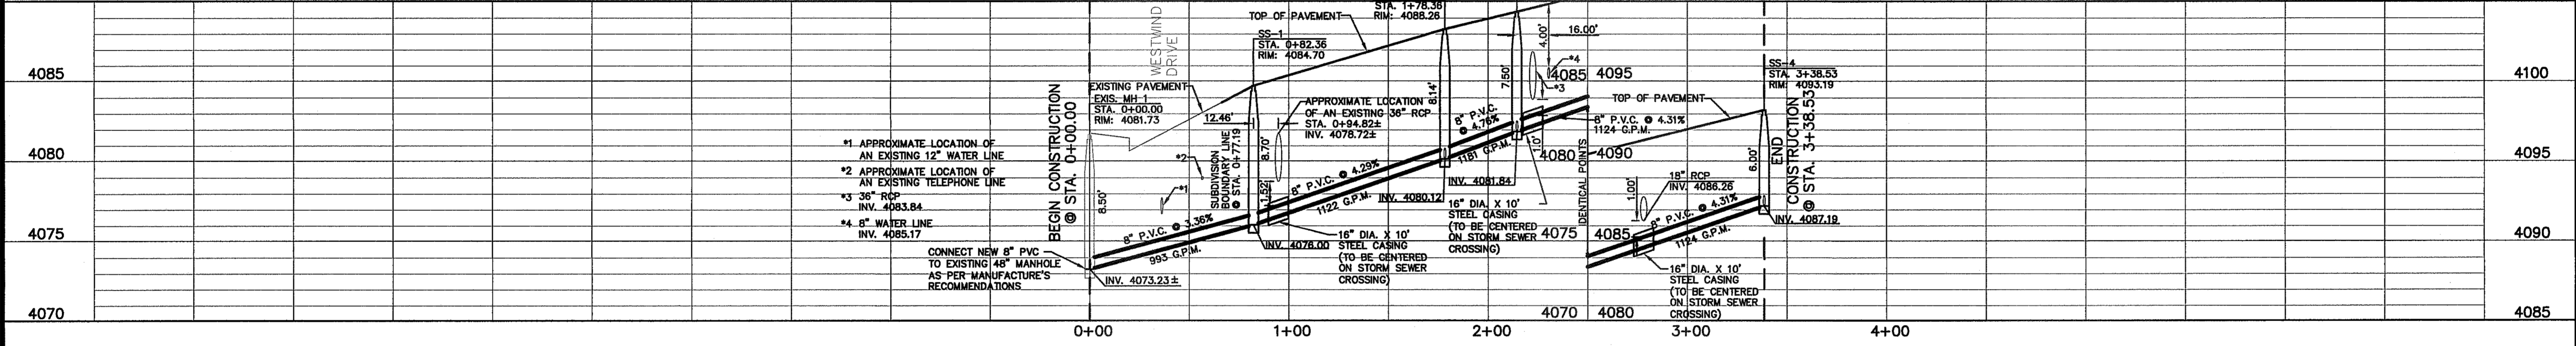 4085
4080
4075
4070
*1 APPROXIMATE LOCATION OF
AN EXISTING 12" WATER LINE
*2 APPROXIMATE LOCATION OF
AN EXISTING TELEPHONE LINE
*3 36" RCP
INV. 4083.84
*4 8" WATER LINE
INV. 4085.17
CONNECT NEW 8" PVC
TO EXISTING 48" MANHOLE
AS PER MANUFACTURE'S
RECOMMENDATIONS
BEGIN CONSTRUCTION
@ STA. 0+00.00
EXISTING PAVEMENT
EXIS. MH-1
STA. 0+00.00
RIM: 4081.73
8.50'
WESTWIND
DRIVE
*1
*2
8" P.V.C. @ 3.36%
993 G.P.M.
INV. 4073.23±
SUBDIVISION
BOUNDARY LINE
@ STA. 0+77.19
12.46'
SS-1
STA. 0+82.36
RIM: 4084.70
TOP OF PAVEMENT
8.70'
1.52'
APPROXIMATE LOCATION
OF AN EXISTING 36" RCP
STA. 0+94.82±
INV. 4078.72±
INV. 4076.00
8" P.V.C. @ 4.29%
1122 G.P.M.
16" DIA. X 10'
STEEL CASING
(TO BE CENTERED
ON STORM SEWER
CROSSING)
STA. 1+78.36
RIM: 4088.26
8.14'
INV. 4080.12
8" P.V.C.
@ 4.76%
1181 G.P.M.
7.50'
INV. 4081.84
16.00'
4.00'
*4
*3
1.0'
16" DIA. X 10'
STEEL CASING
(TO BE CENTERED
ON STORM SEWER
CROSSING)
8" P.V.C. @ 4.31%
1124 G.P.M.
4085 4095
4080 4090
4075 4085
4070 4080
IDENTICAL POINTS
TOP OF PAVEMENT
18" RCP
INV. 4086.26
1.00'
8" P.V.C. @ 4.31%
1124 G.P.M.
16" DIA. X 10'
STEEL CASING
(TO BE CENTERED
ON STORM SEWER
CROSSING)
SS-4
STA. 3+38.53
RIM: 4093.19
6.00'
END
CONSTRUCTION
@ STA. 3+38.53
INV. 4087.19
4100
4095
4090
4085
0+00
1+00
2+00
3+00
4+00